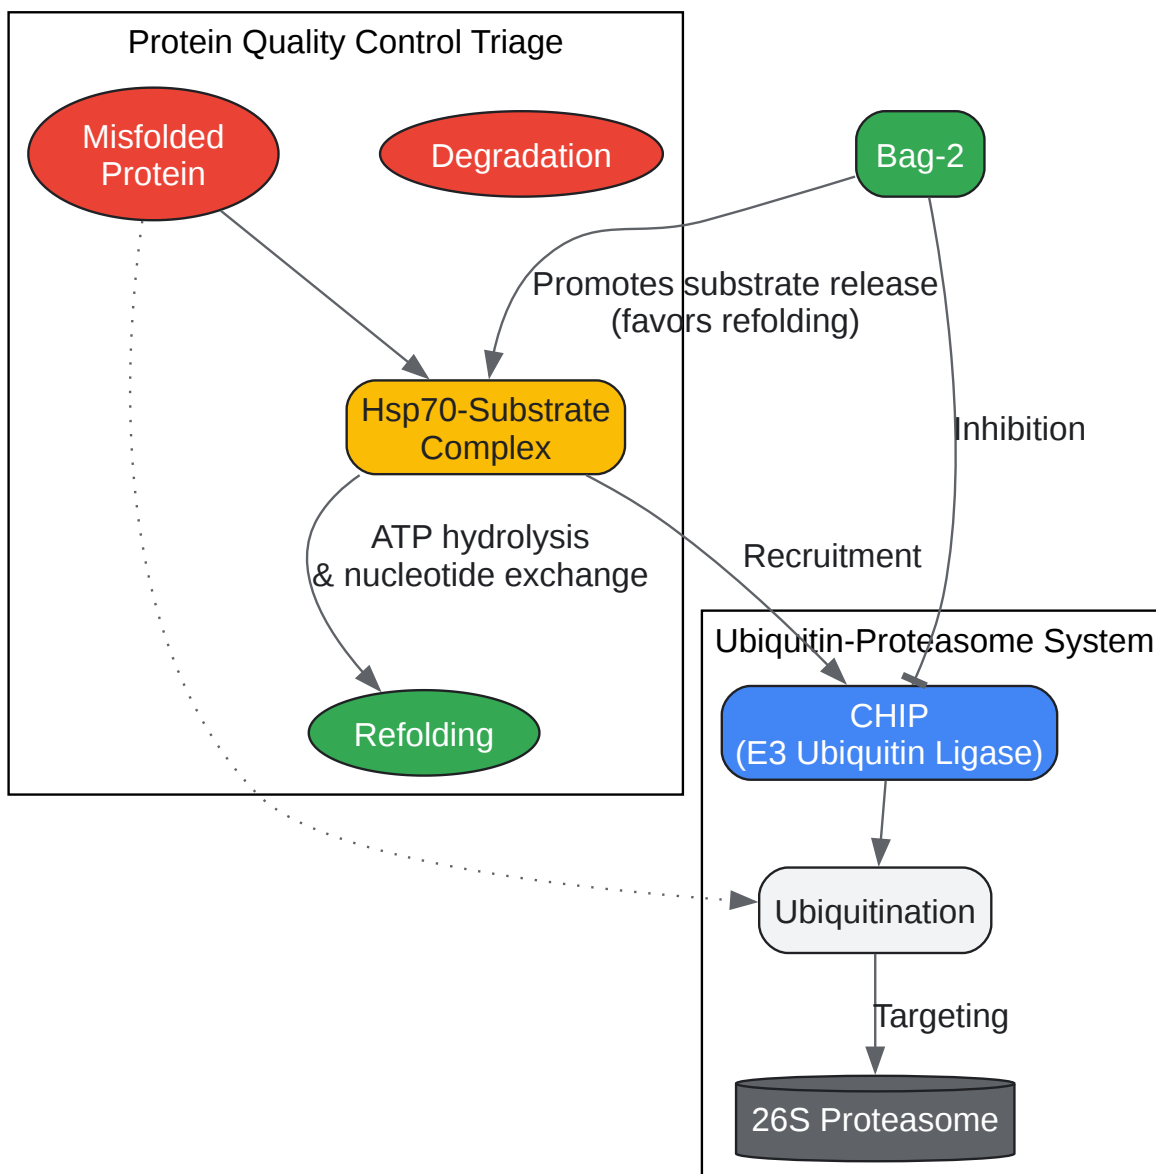 Protein Quality Control Triage
Misfolded
Protein
Degradation
Bag-2
Promotes substrate release
(favors refolding)
Hsp70-Substrate
Complex
Inhibition
ATP hydrolysis
& nucleotide exchange
Recruitment
Refolding
Ubiquitin-Proteasome System
CHIP
(E3 Ubiquitin Ligase)
Ubiquitination
Targeting
26S Proteasome